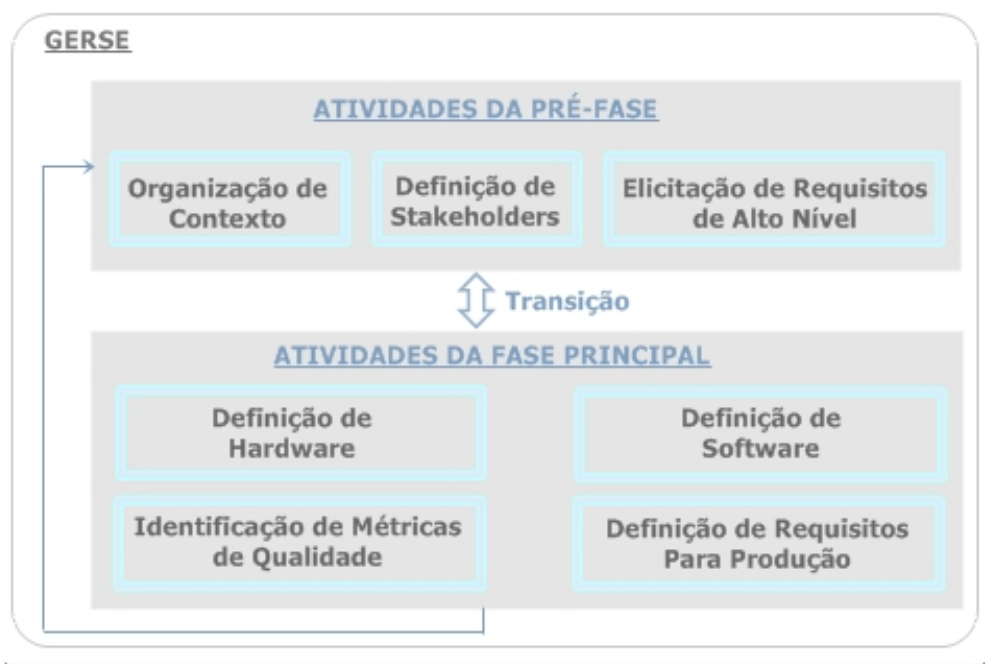 GERSE
ATIVIDADES DA PRÉ-FASE
Organização de
Contexto
Definição de
Stakeholders
Elicitação de Requisitos
de Alto Nível
Transição
ATIVIDADES DA FASE PRINCIPAL
Definição de
Hardware
Definição de
Software
Identificação de Métricas
de Qualidade
Definição de Requisitos
Para Produção